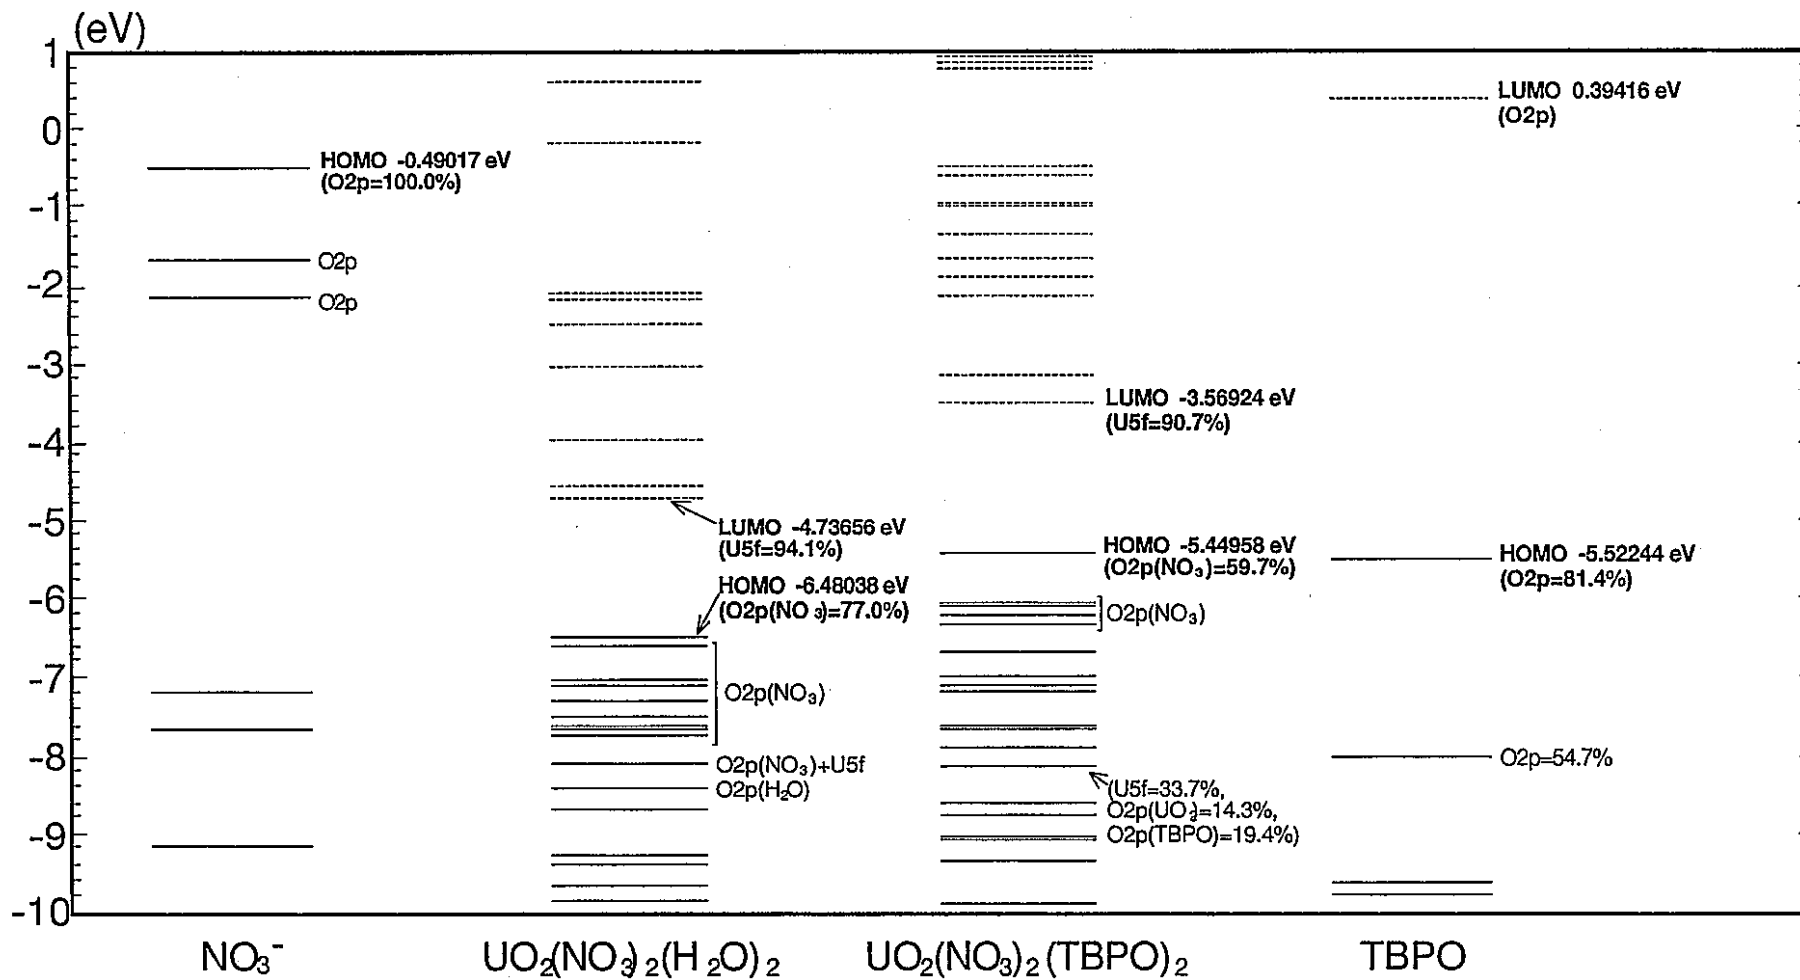 (eV)
1
0
-1
-2
-3
-4
-5
-6
-7
-8
-9
-10
HOMO -0.49017 eV
(O2p=100.0%)
O2p
O2p
LUMO -4.73656 eV
(U5f=94.1%)
HOMO -6.48038 eV
(O2p(NO₃)=77.0%)
O2p(NO₃)
O2p(NO₃)+U5f
O2p(H₂O)
LUMO -3.56924 eV
(U5f=90.7%)
HOMO -5.44958 eV
(O2p(NO₃)=59.7%)
O2p(NO₃)
(U5f=33.7%,
O2p(UO₂)=14.3%,
O2p(TBPO)=19.4%)
LUMO 0.39416 eV
(O2p)
HOMO -5.52244 eV
(O2p=81.4%)
O2p=54.7%
NO₃⁻
UO₂(NO₃)₂(H₂O)₂
UO₂(NO₃)₂(TBPO)₂
TBPO